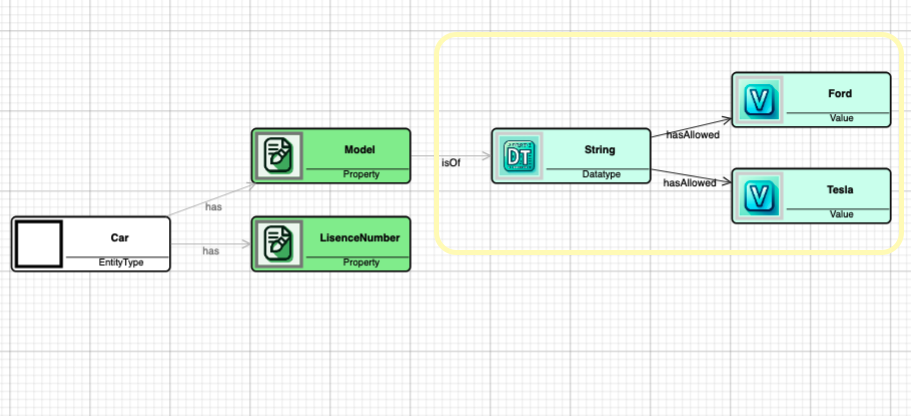 Ford
Value
hasAllowed
Model
Property
isOf
DT
String
Datatype
hasAllowed
V
Tesla
Value
V
has
Car
EntityType
has
LisenceNumber
Property